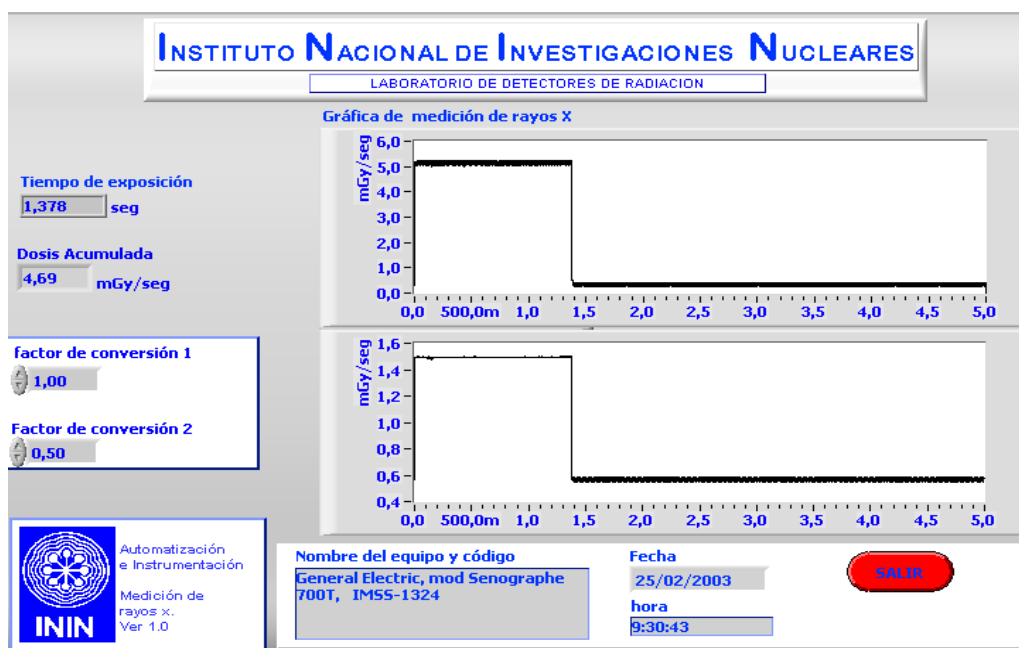 INSTITUTO NACIONAL DE INVESTIGACIONES NUCLEARES
LABORATORIO DE DETECTORES DE RADIACION
Gráfica de medición de rayos X
mGy/seg
6,0
5,0
4,0
3,0
2,0
1,0
0,0
0,0 500,0m 1,0 1,5 2,0 2,5 3,0 3,5 4,0 4,5 5,0
Tiempo de exposición
1,378 seg
Dosis Acumulada
4,69 mGy/seg
factor de conversión 1
1,00
Factor de conversión 2
0,50
mGy/seg
1,6
1,4
1,2
1,0
0,8
0,6
0,4
0,0 500,0m 1,0 1,5 2,0 2,5 3,0 3,5 4,0 4,5 5,0
ININ
Automatización
e Instrumentación
Medición de
rayos x.
Ver 1.0
Nombre del equipo y código
General Electric, mod Senographe
700T, IMSS-1324
Fecha
25/02/2003
hora
9:30:43
SALIR